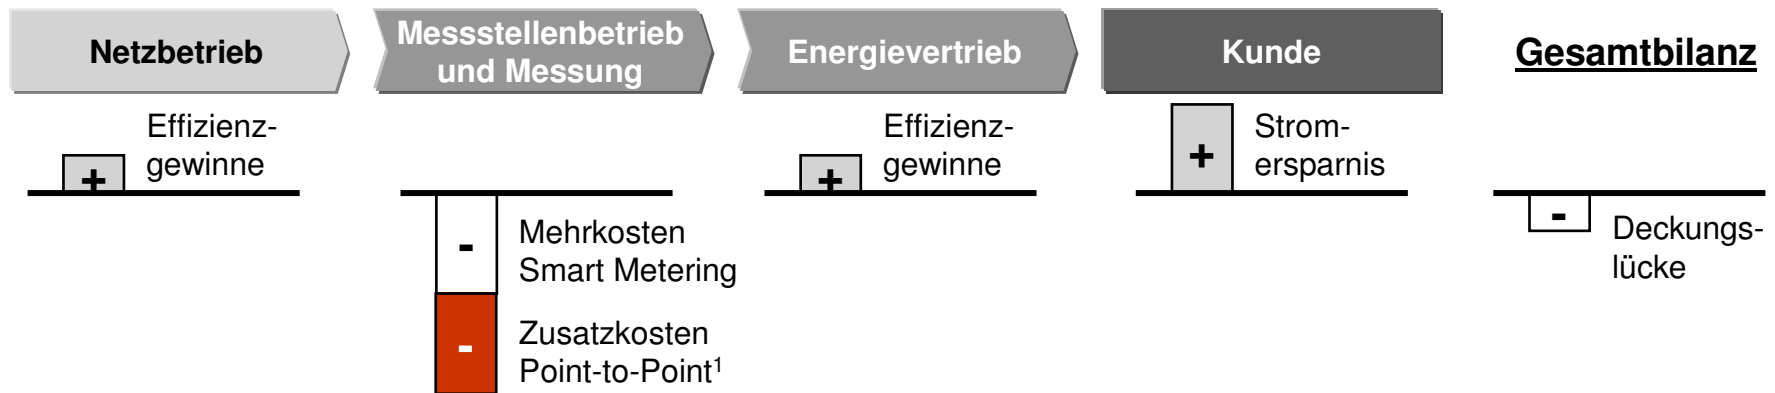 Netzbetrieb
Messstellenbetrieb
und Messung
Energievertrieb
Kunde
Gesamtbilanz
Effizienz-
gewinne
+
-
Mehrkosten
Smart Metering
-
Zusatzkosten
Point-to-Point¹
Effizienz-
gewinne
+
Strom-
ersparnis
+
-
Deckungs-
lücke